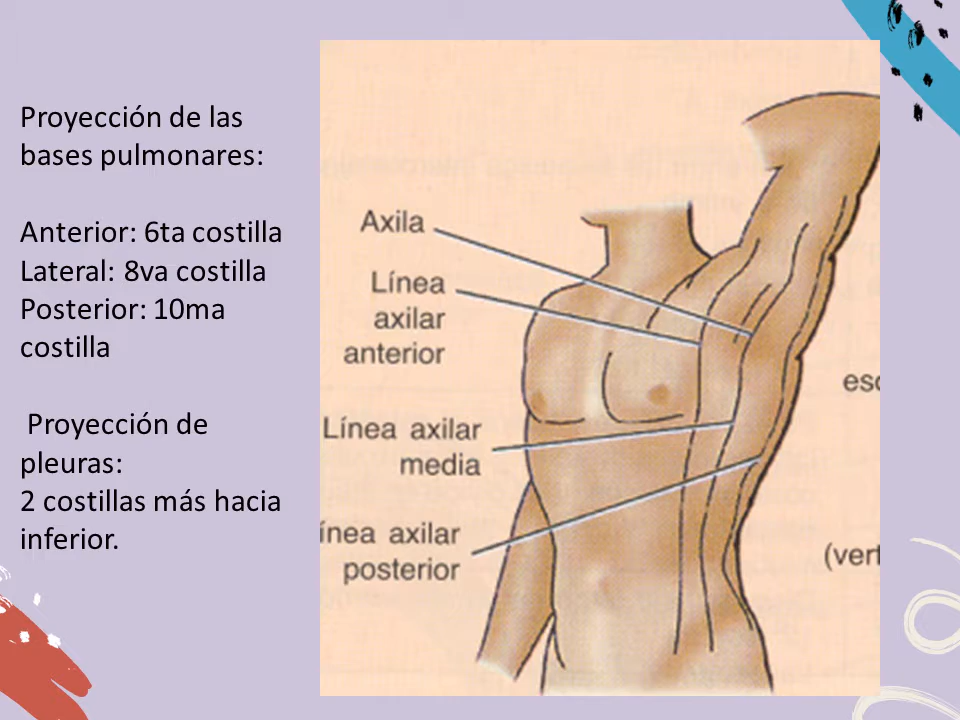 Proyección de las
bases pulmonares:
Anterior: 6ta costilla
Lateral: 8va costilla
Posterior: 10ma
costilla
Proyección de
pleuras:
2 costillas más hacia
inferior.
Axila
Línea
axilar
anterior
Línea axilar
media
ínea axilar
posterior
esc
(vert